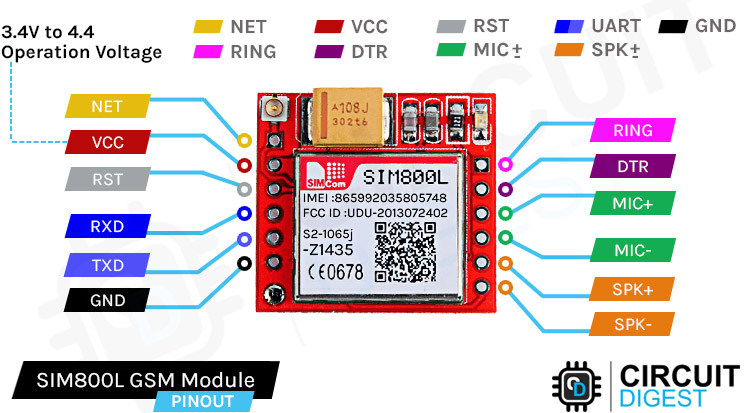 3.4V to 4.4
Operation Voltage
NET
VCC
RST
UART
GND
RING
DTR
MIC±
SPK±
NET
VCC
RST
RXD
TXD
GND
A108J
302t6
SIMCom
SIM800L
IMEI :865992035805748
FCC ID :UDU-2013072402
S2-1065j
-Z1435
CE0678
RING
DTR
MIC+
MIC-
SPK+
SPK-
SIM800L GSM Module
PINOUT
CD
CIRCUIT
DIGEST